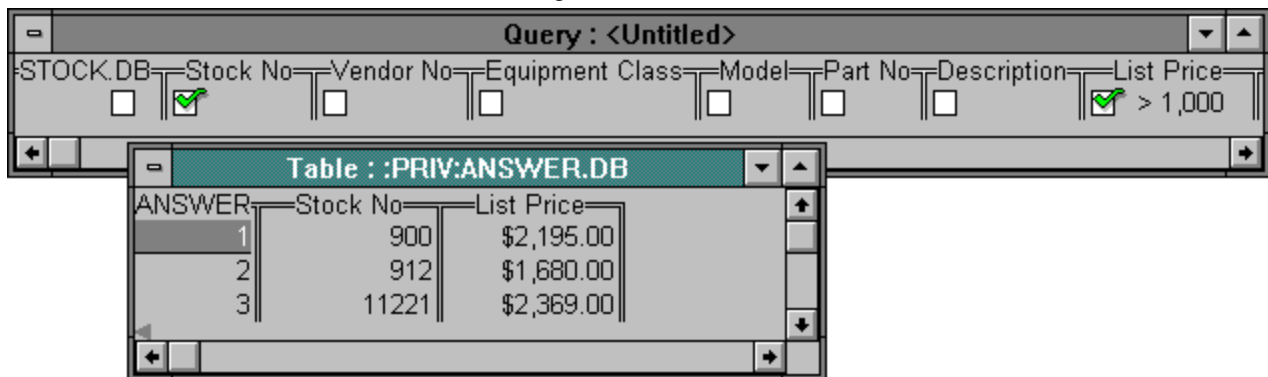 Query : <Untitled>
STOCK.DB Stock No Vendor No Equipment Class Model Part No Description List Price
> 1,000
Table : :PRIV:ANSWER.DB
ANSWER Stock No List Price
1 900 $2,195.00
2 912 $1,680.00
3 11221 $2,369.00